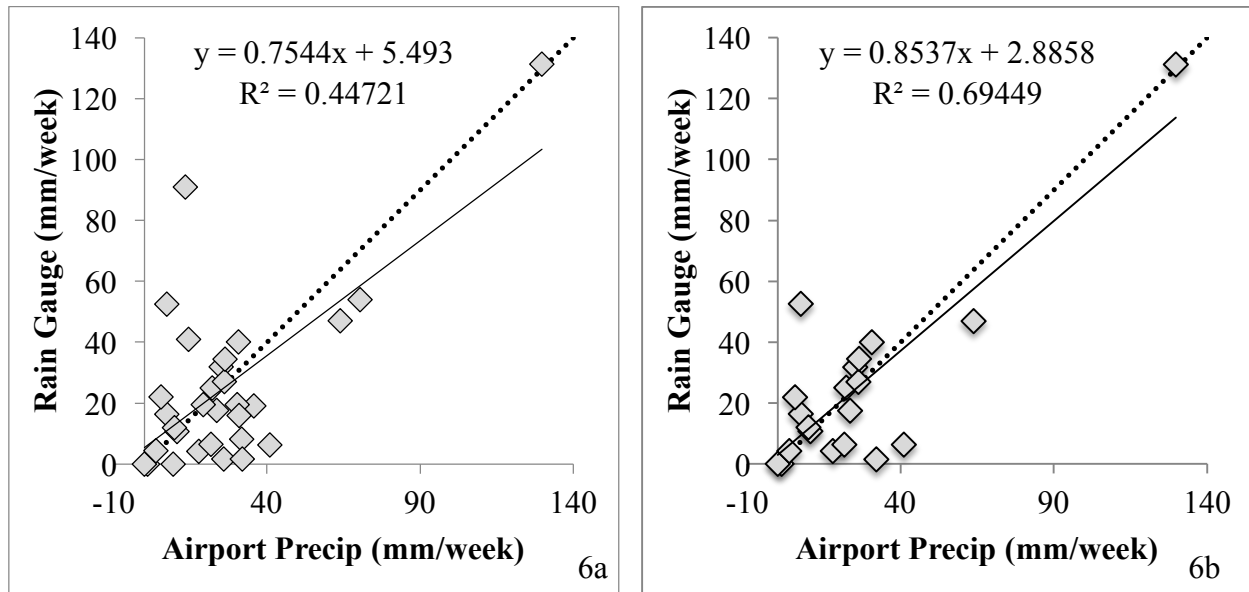 y = 0.7544x + 5.493
R² = 0.44721
Rain Gauge (mm/week)
140
120
100
80
60
40
20
0
-10 40 90 140
Airport Precip (mm/week)
6a
y = 0.8537x + 2.8858
R² = 0.69449
Rain Gauge (mm/week)
140
120
100
80
60
40
20
0
-10 40 90 140
Airport Precip (mm/week)
6b